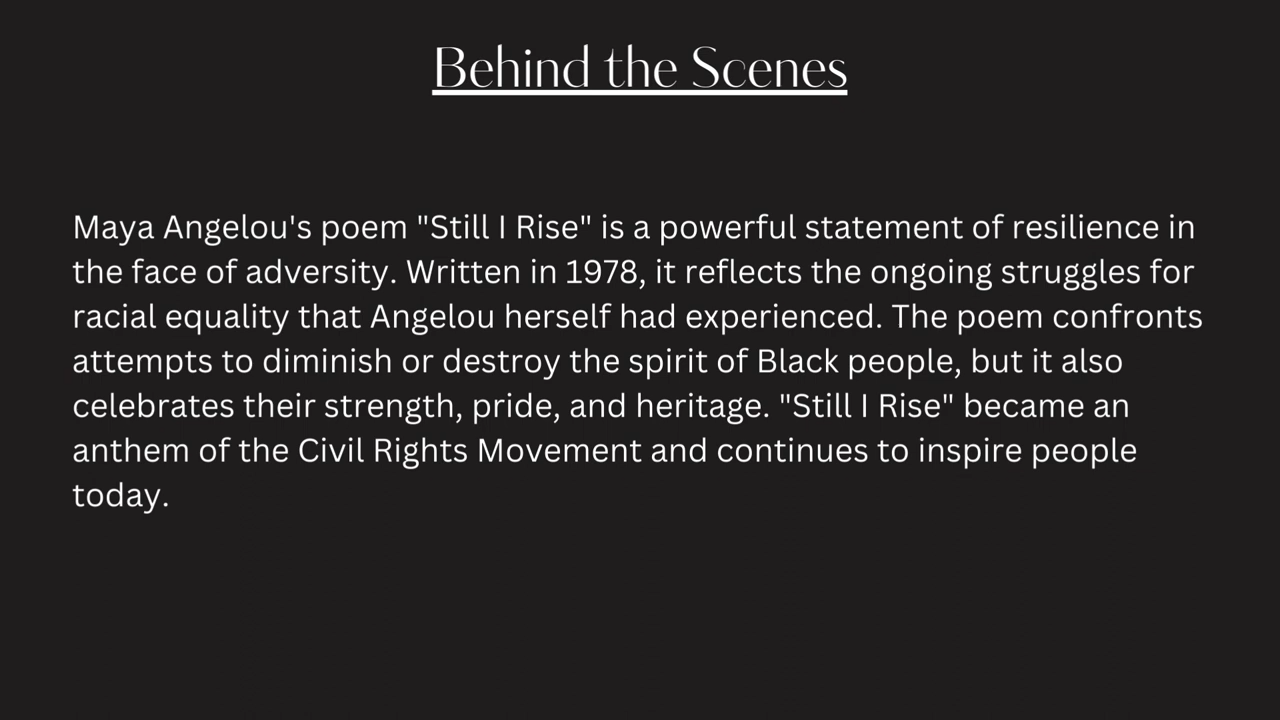 Behind the Scenes
Maya Angelou's poem "Still I Rise" is a powerful statement of resilience in
the face of adversity. Written in 1978, it reflects the ongoing struggles for
racial equality that Angelou herself had experienced. The poem confronts
attempts to diminish or destroy the spirit of Black people, but it also
celebrates their strength, pride, and heritage. "Still I Rise" became an
anthem of the Civil Rights Movement and continues to inspire people
today.